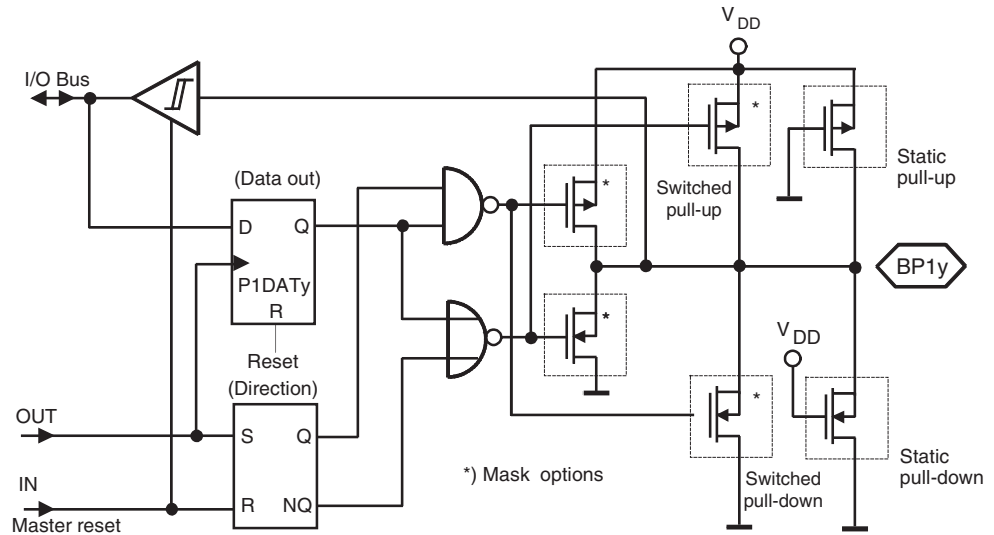 V
DD
I/O Bus
*
*
Static
pull-up
(Data out)
Switched
pull-up
D
Q
P1DATy
R
BP1y
*
V
DD
Reset
(Direction)
*
OUT
S
Q
*) Mask options
Static
pull-down
IN
R
NQ
Switched
pull-down
Master reset